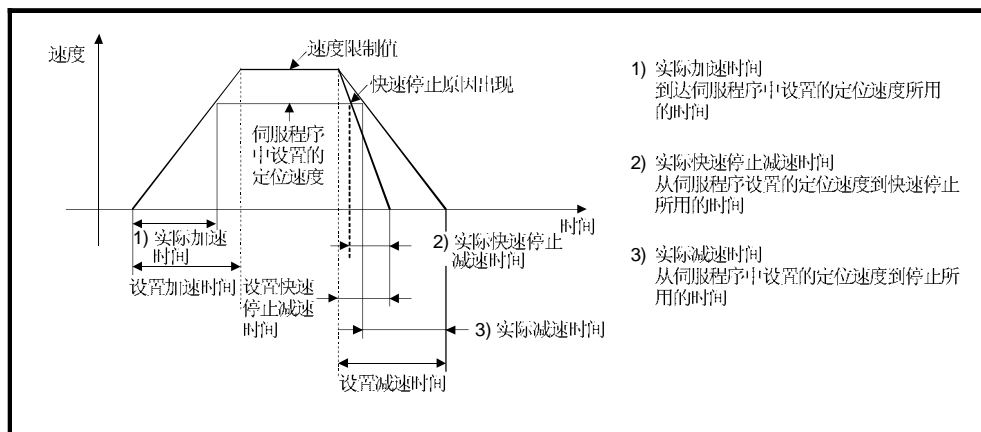 速度
速度限制值
快速停止原因出现
伺服程序
中设置的
定位速度
时间
1) 实际加速
时间
2) 实际快速停止
减速时间
设置加速时间
设置快速
停止减速
时间
3) 实际减速时间
设置减速时间
1) 实际加速时间
到达伺服程序中设置的定位速度所用
的时间
2) 实际快速停止减速时间
从伺服程序设置的定位速度到快速停止
所用的时间
3) 实际减速时间
从伺服程序中设置的定位速度到停止所
用的时间